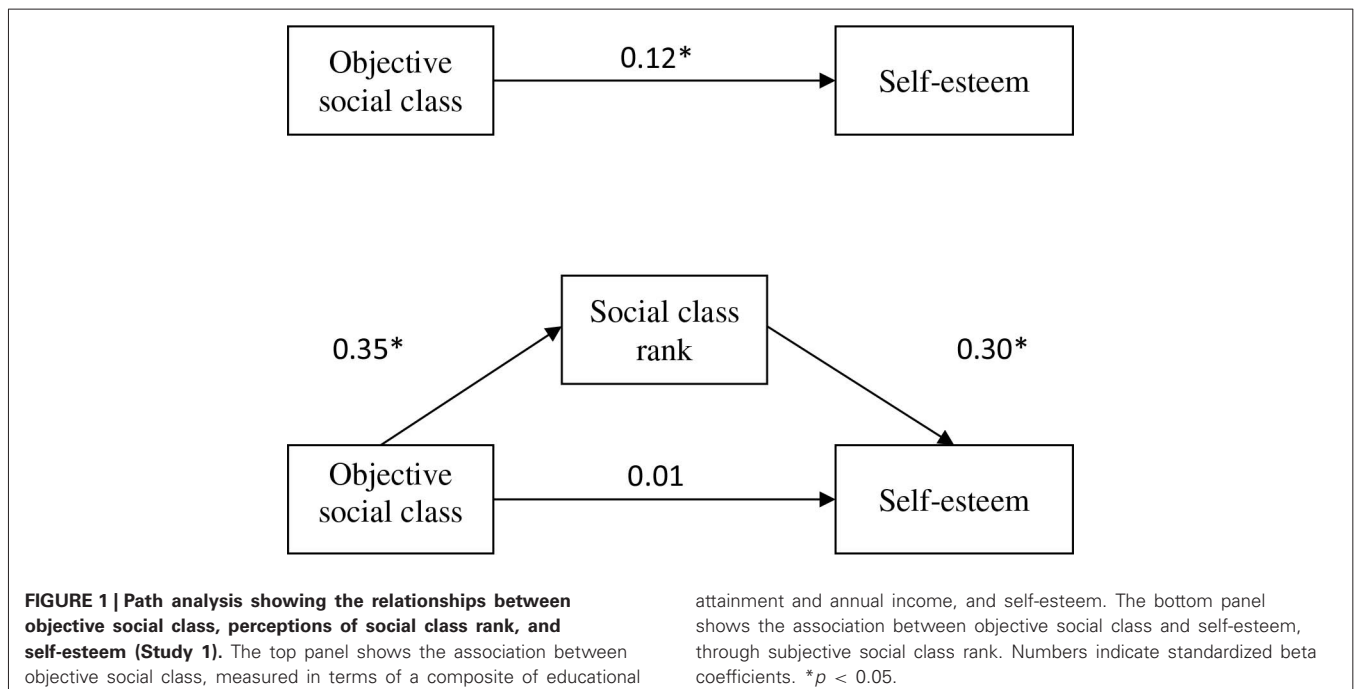 Objective
social class
0.12*
Self-esteem
Social class
rank
0.35*
0.30*
Objective
social class
0.01
Self-esteem
FIGURE 1 | Path analysis showing the relationships between
objective social class, perceptions of social class rank, and
self-esteem (Study 1). The top panel shows the association between
objective social class, measured in terms of a composite of educational
attainment and annual income, and self-esteem. The bottom panel
shows the association between objective social class and self-esteem,
through subjective social class rank. Numbers indicate standardized beta
coefficients. *p < 0.05.